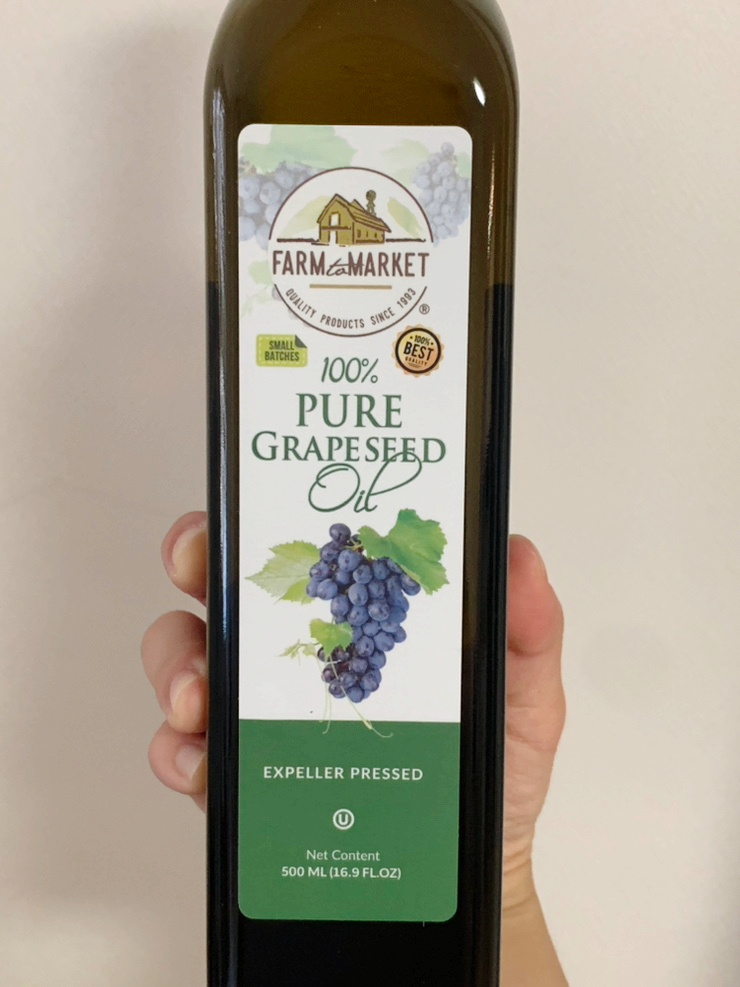 FARM to MARKET
QUALITY PRODUCTS SINCE 1993
®
SMALL
BATCHES
100%
BEST
QUALITY
100%
PURE
GRAPESEED
Oil
EXPELLER PRESSED
U
Net Content
500 ML (16.9 FL.OZ)